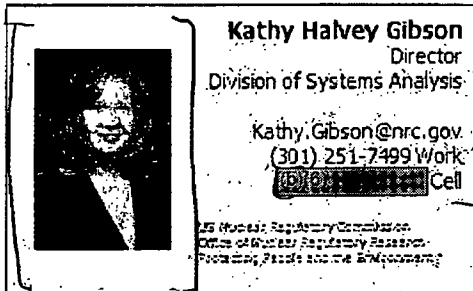 Kathy Halvey Gibson
Director
Division of Systems Analysis
Kathy.Gibson@nrc.gov
(301) 251-7499 Work
(b)(6) Cell
US Nuclear Regulatory Commission
Office of Nuclear Regulatory Research
Protecting People and the Environment